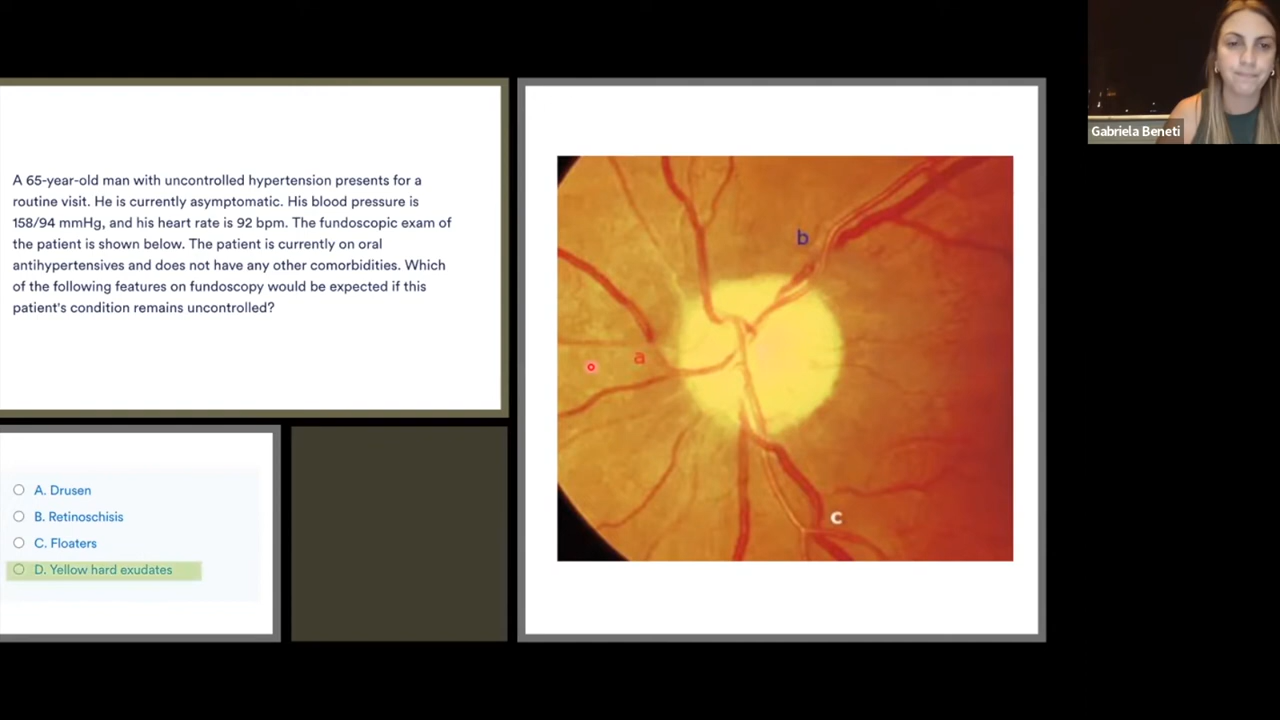 A 65-year-old man with uncontrolled hypertension presents for a
routine visit. He is currently asymptomatic. His blood pressure is
158/94 mmHg, and his heart rate is 92 bpm. The fundoscopic exam of
the patient is shown below. The patient is currently on oral
antihypertensives and does not have any other comorbidities. Which
of the following features on fundoscopy would be expected if this
patient's condition remains uncontrolled?
A. Drusen
B. Retinoschisis
C. Floaters
D. Yellow hard exudates
b
a
c
Gabriela Beneti